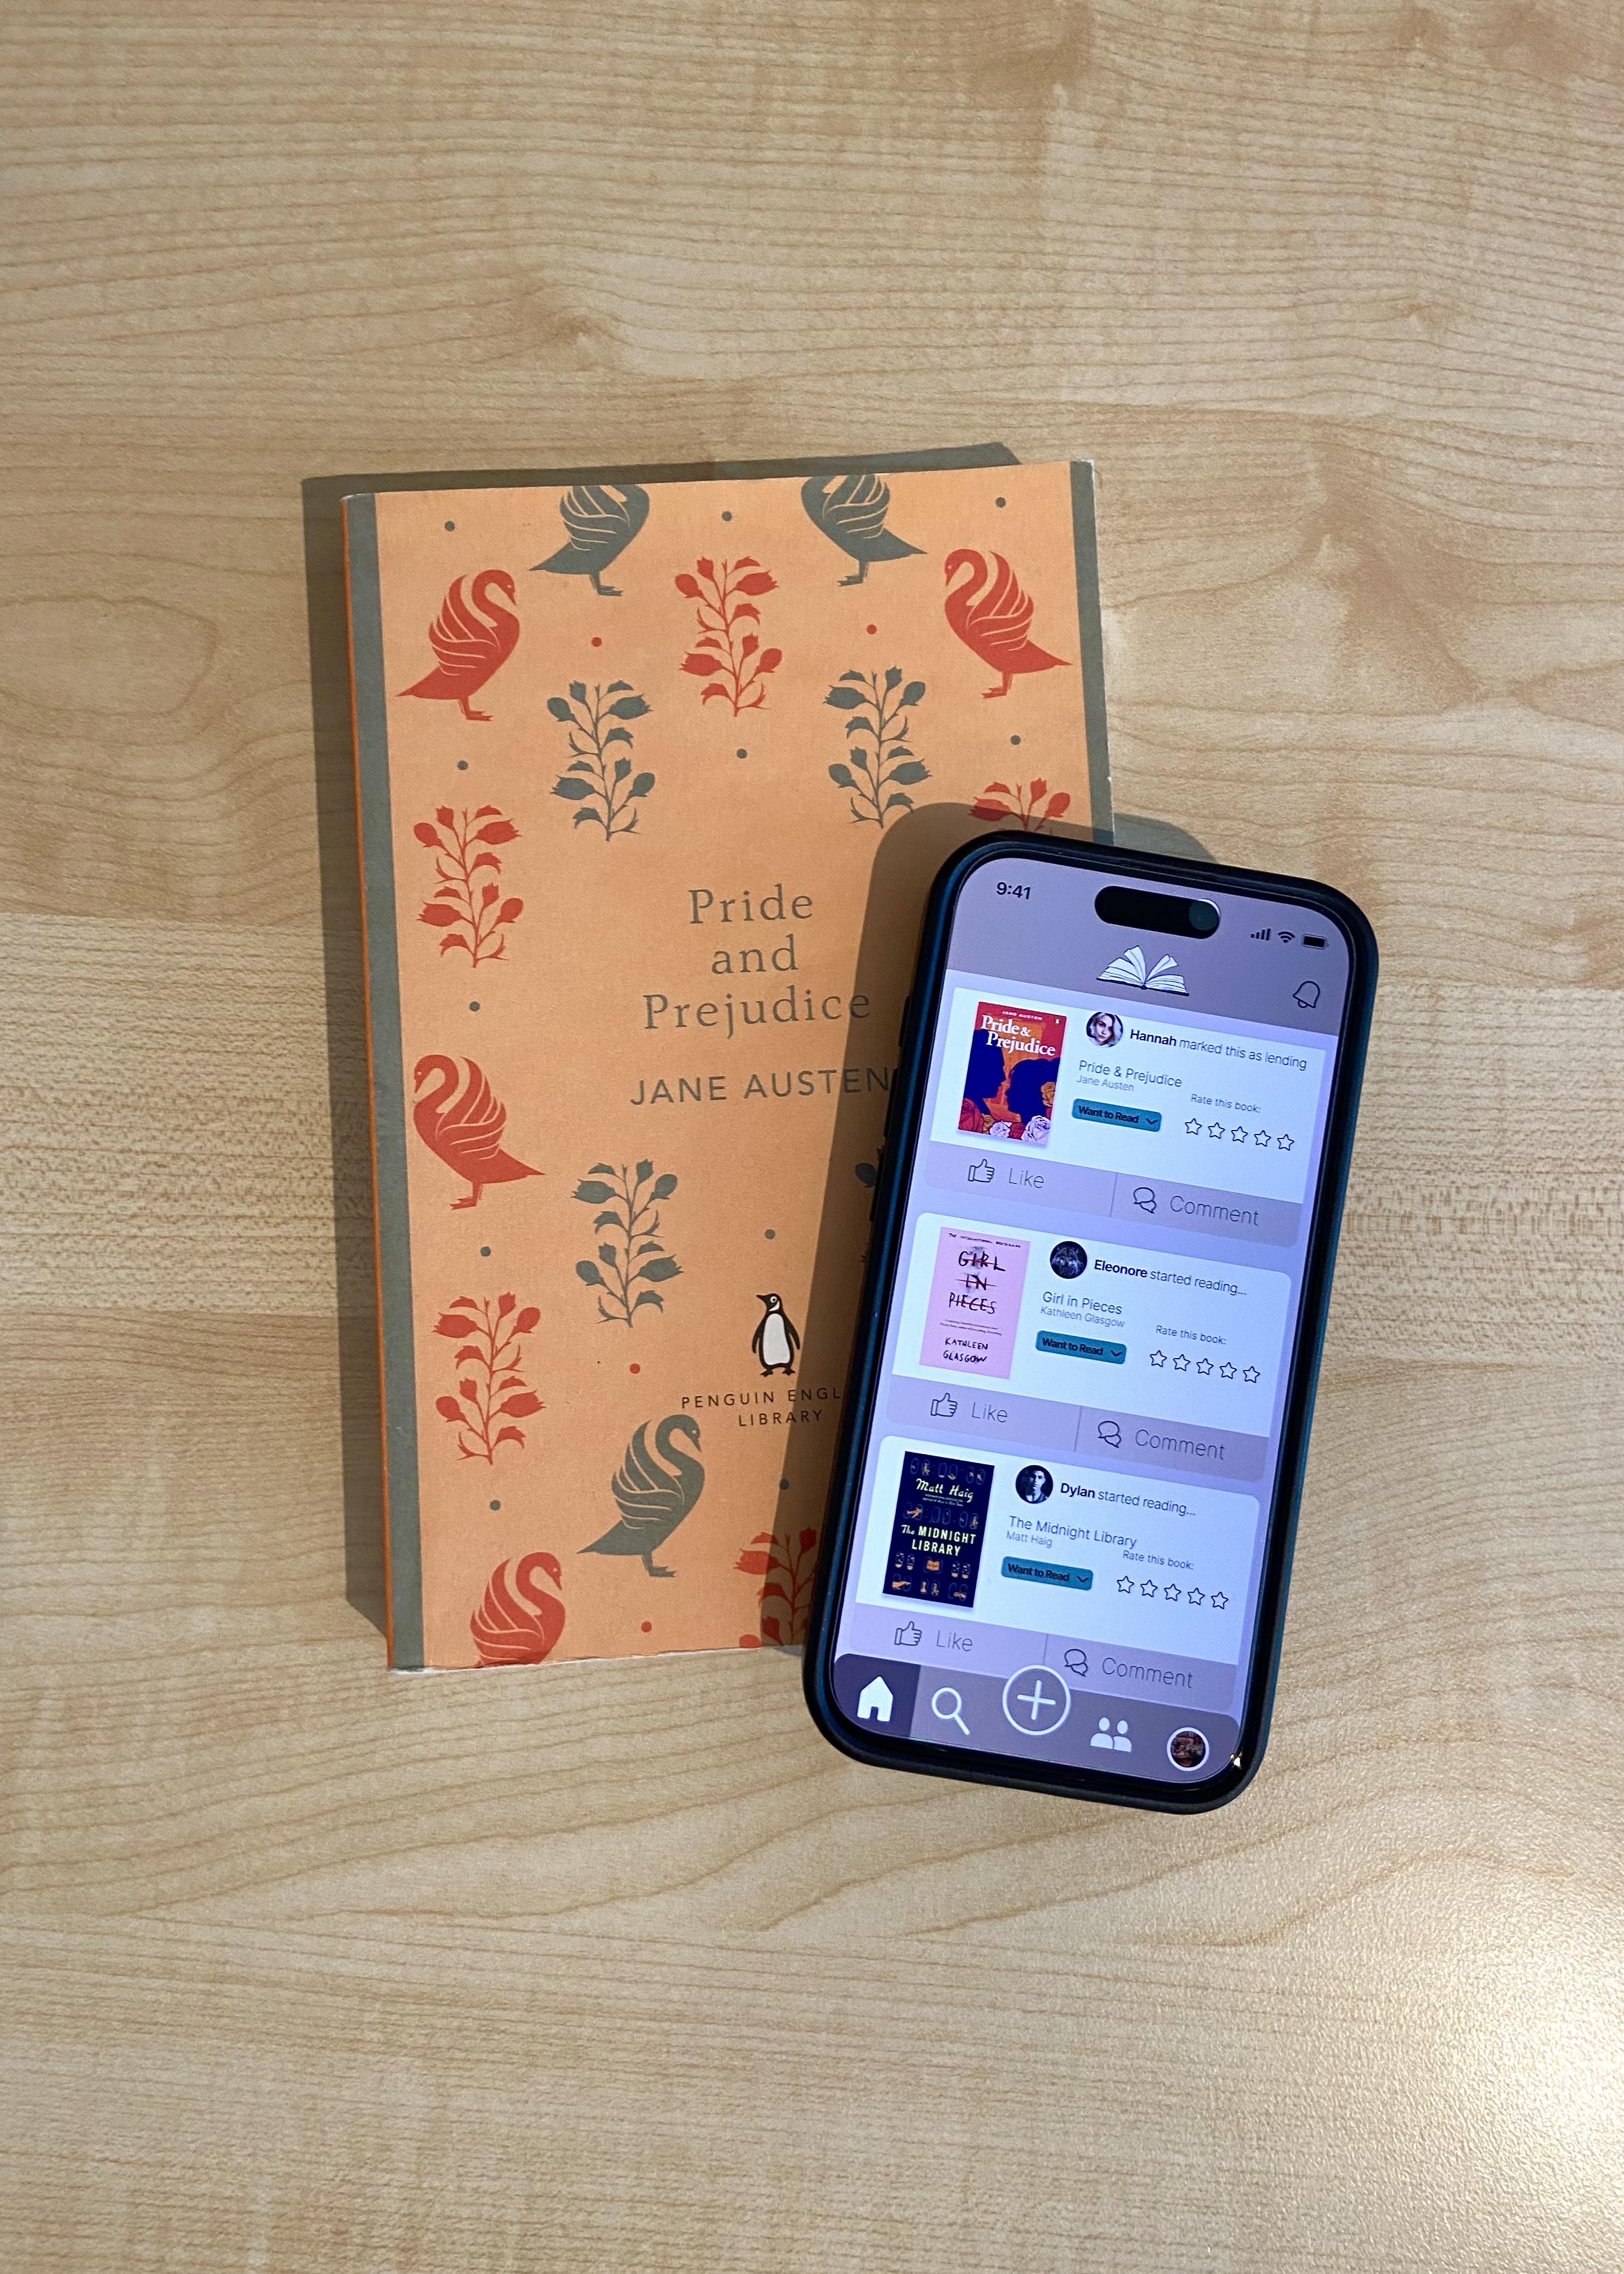 Pride
and
Prejudice
JANE AUSTEN
PENGUIN ENGL
LIBRARY
9:41
JANE AUSTEN
Pride &
Prejudice
Hannah marked this as lending
Pride & Prejudice
Jane Austen
Rate this book:
Want to Read
Like
Comment
GIRL
IN
PIECES
KATHLEEN
GLASGOW
Eleonore started reading...
Girl in Pieces
Kathleen Glasgow
Rate this book:
Want to Read
Like
Comment
Matt Haig
The MIDNIGHT
LIBRARY
Dylan started reading...
The Midnight Library
Matt Haig
Rate this book:
Want to Read
Like
Comment